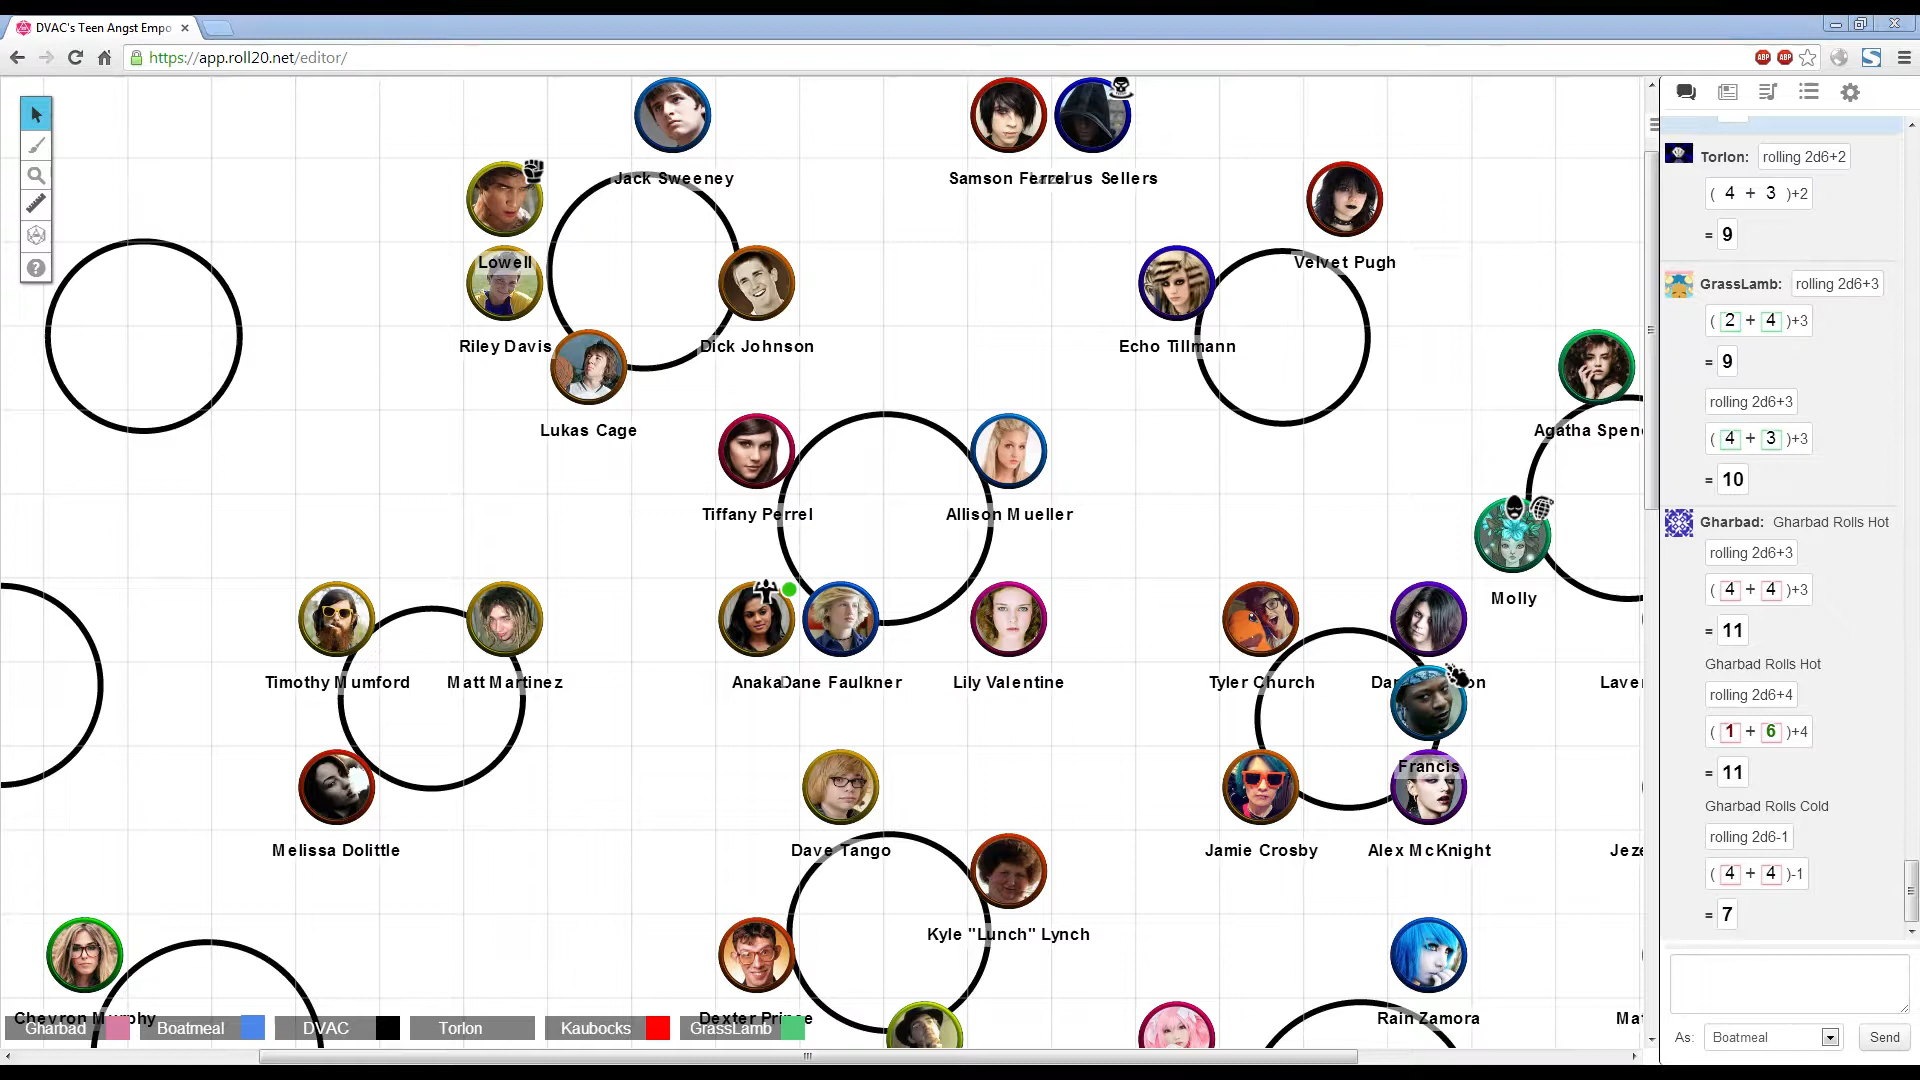 DVAC's Teen Angst Empo
https://app.roll20.net/editor/
Jack Sweeney
Lazarus Sellers
Lowell
Velvet Pugh
Riley Davis
Dick Johnson
Echo Tillmann
Lukas Cage
Agatha Spen
Tiffany Perrel
Allison Mueller
Molly
Timothy Mumford
Matt Martinez
Anaka
Dane Faulkner
Lily Valentine
Tyler Church
Laver
Francis
Melissa Dolittle
Dave Tango
Jamie Crosby
Alex McKnight
Jeze
Kyle "Lunch" Lynch
Chevron Murphy
Dexter Prince
Rain Zamora
Mat
Gharbad
Boatmeal
DVAC
Torlon
Kaubocks
GrassLamb
Torlon: rolling 2d6+2
( 4 + 3 )+2
= 9
GrassLamb: rolling 2d6+3
( 2 + 4 )+3
= 9
rolling 2d6+3
( 4 + 3 )+3
= 10
Gharbad: Gharbad Rolls Hot
rolling 2d6+3
( 4 + 4 )+3
= 11
Gharbad Rolls Hot
rolling 2d6+4
( 1 + 6 )+4
= 11
Gharbad Rolls Cold
rolling 2d6-1
( 4 + 4 )-1
= 7
As: Boatmeal
Send